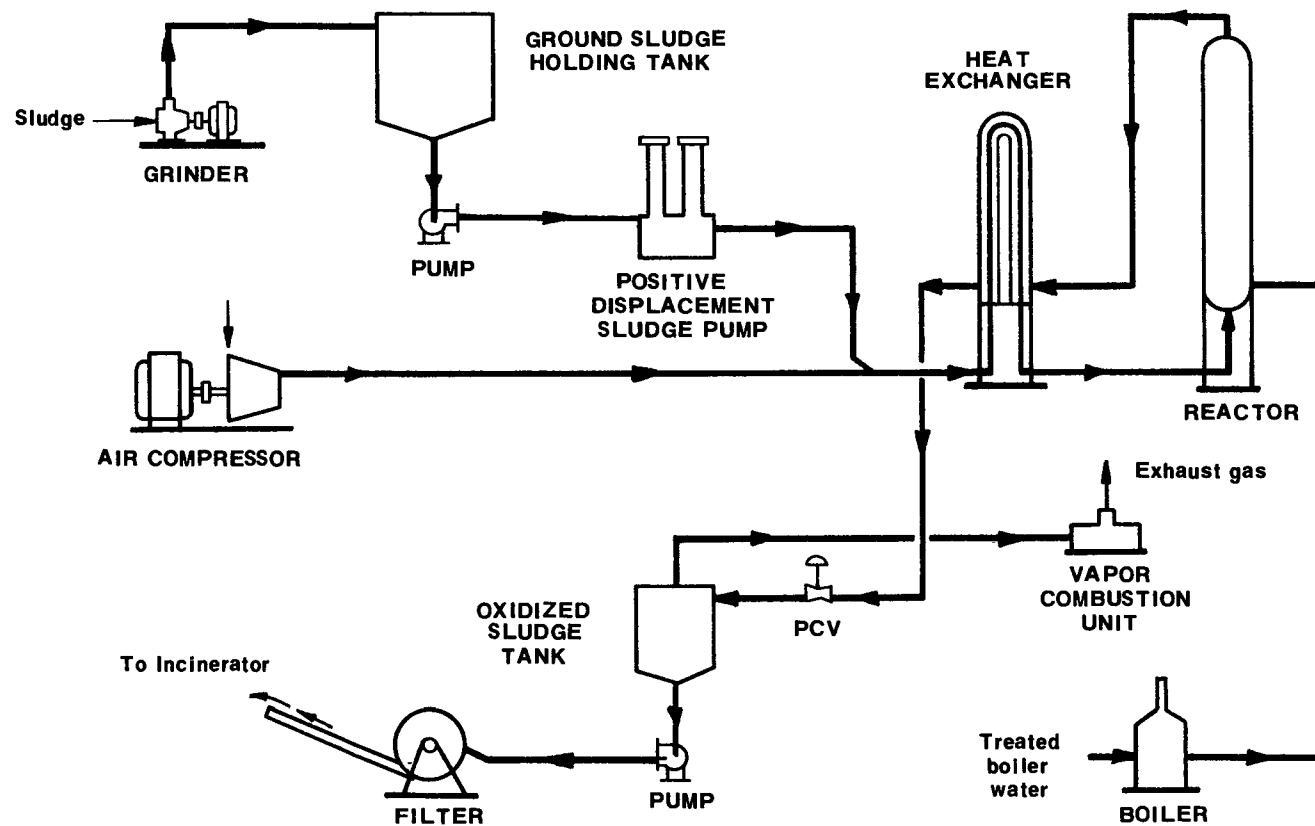 GROUND SLUDGE
HOLDING TANK
HEAT
EXCHANGER
Sludge
GRINDER
PUMP
POSITIVE
DISPLACEMENT
SLUDGE PUMP
REACTOR
AIR COMPRESSOR
Exhaust gas
VAPOR
COMBUSTION
UNIT
OXIDIZED
SLUDGE
TANK
PCV
To Incinerator
Treated
boiler
water
FILTER
PUMP
BOILER